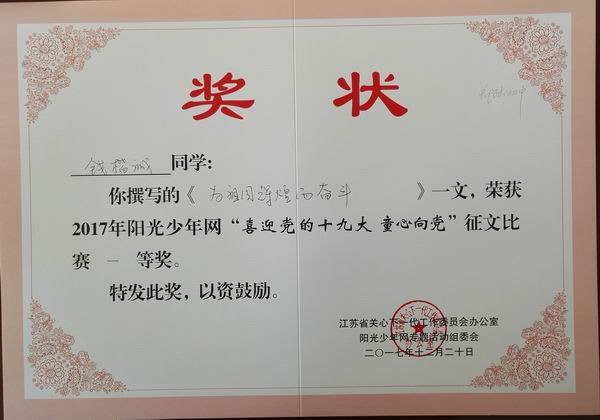 奖 状
钱 诚 同学:
你撰写的《 为祖国辉煌而奋斗 》一文,荣获
2017年阳光少年网“喜迎党的十九大 童心向党”征文比
赛 一 等奖。
特发此奖,以资鼓励。
江苏省关心下一代工作委员会办公室
阳光少年网专题活动组委会
二〇一七年十二月二十日